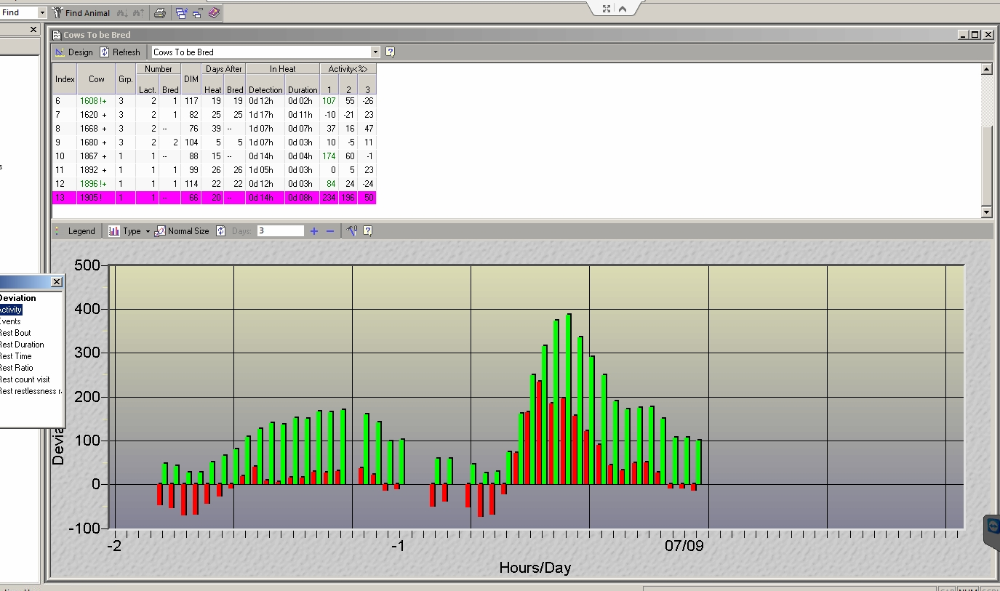 Find Find Animal
Cows To be Bred
Design Refresh Cows To be Bred
Number Days After In Heat Activity<%>
Index Cow Grp. DIM
Lact. Bred Heat Bred Detection Duration 1 2 3
6 1608 !+ 3 2 1 117 19 19 0d 12h 0d 02h 107 55 -26
7 1620 + 3 2 1 82 25 25 1d 17h 0d 11h -10 -21 23
8 1668 + 3 2 -- 76 39 -- 1d 07h 0d 07h 37 16 47
9 1680 + 3 2 2 104 5 5 1d 07h 0d 03h 10 -5 11
10 1867 + 1 1 -- 88 15 -- 0d 14h 0d 04h 174 60 -1
11 1892 + 1 1 1 99 26 26 1d 05h 0d 03h 0 5 23
12 1896 !+ 1 1 1 114 22 22 0d 12h 0d 03h 84 24 -24
13 1905 ! 1 1 -- 66 20 -- 0d 14h 0d 08h 234 196 50
Legend Type Normal Size Days: 3
Deviation
Activity
Events
Rest Bout
Rest Duration
Rest Time
Rest Ratio
Rest count visit
Rest restlessness r
500
400
300
200
100
0
-100
Devia
-2 -1 07/09
Hours/Day
NUM